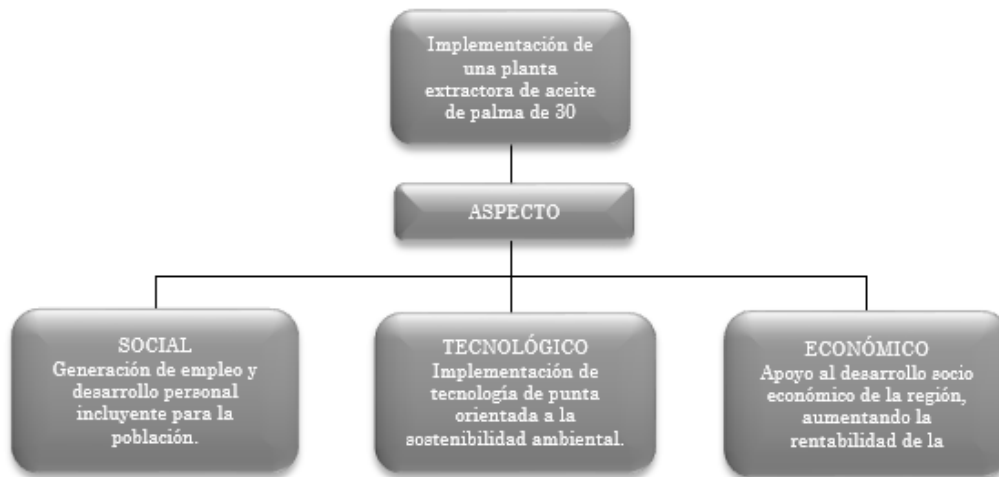 Implementación de
una planta
extractora de aceite
de palma de 30
ASPECTO
SOCIAL
Generación de empleo y
desarrollo personal
incluyente para la
población.
TECNOLÓGICO
Implementación de
tecnología de punta
orientada a la
sostenibilidad ambiental.
ECONÓMICO
Apoyo al desarrollo socio
económico de la región,
aumentando la
rentabilidad de la